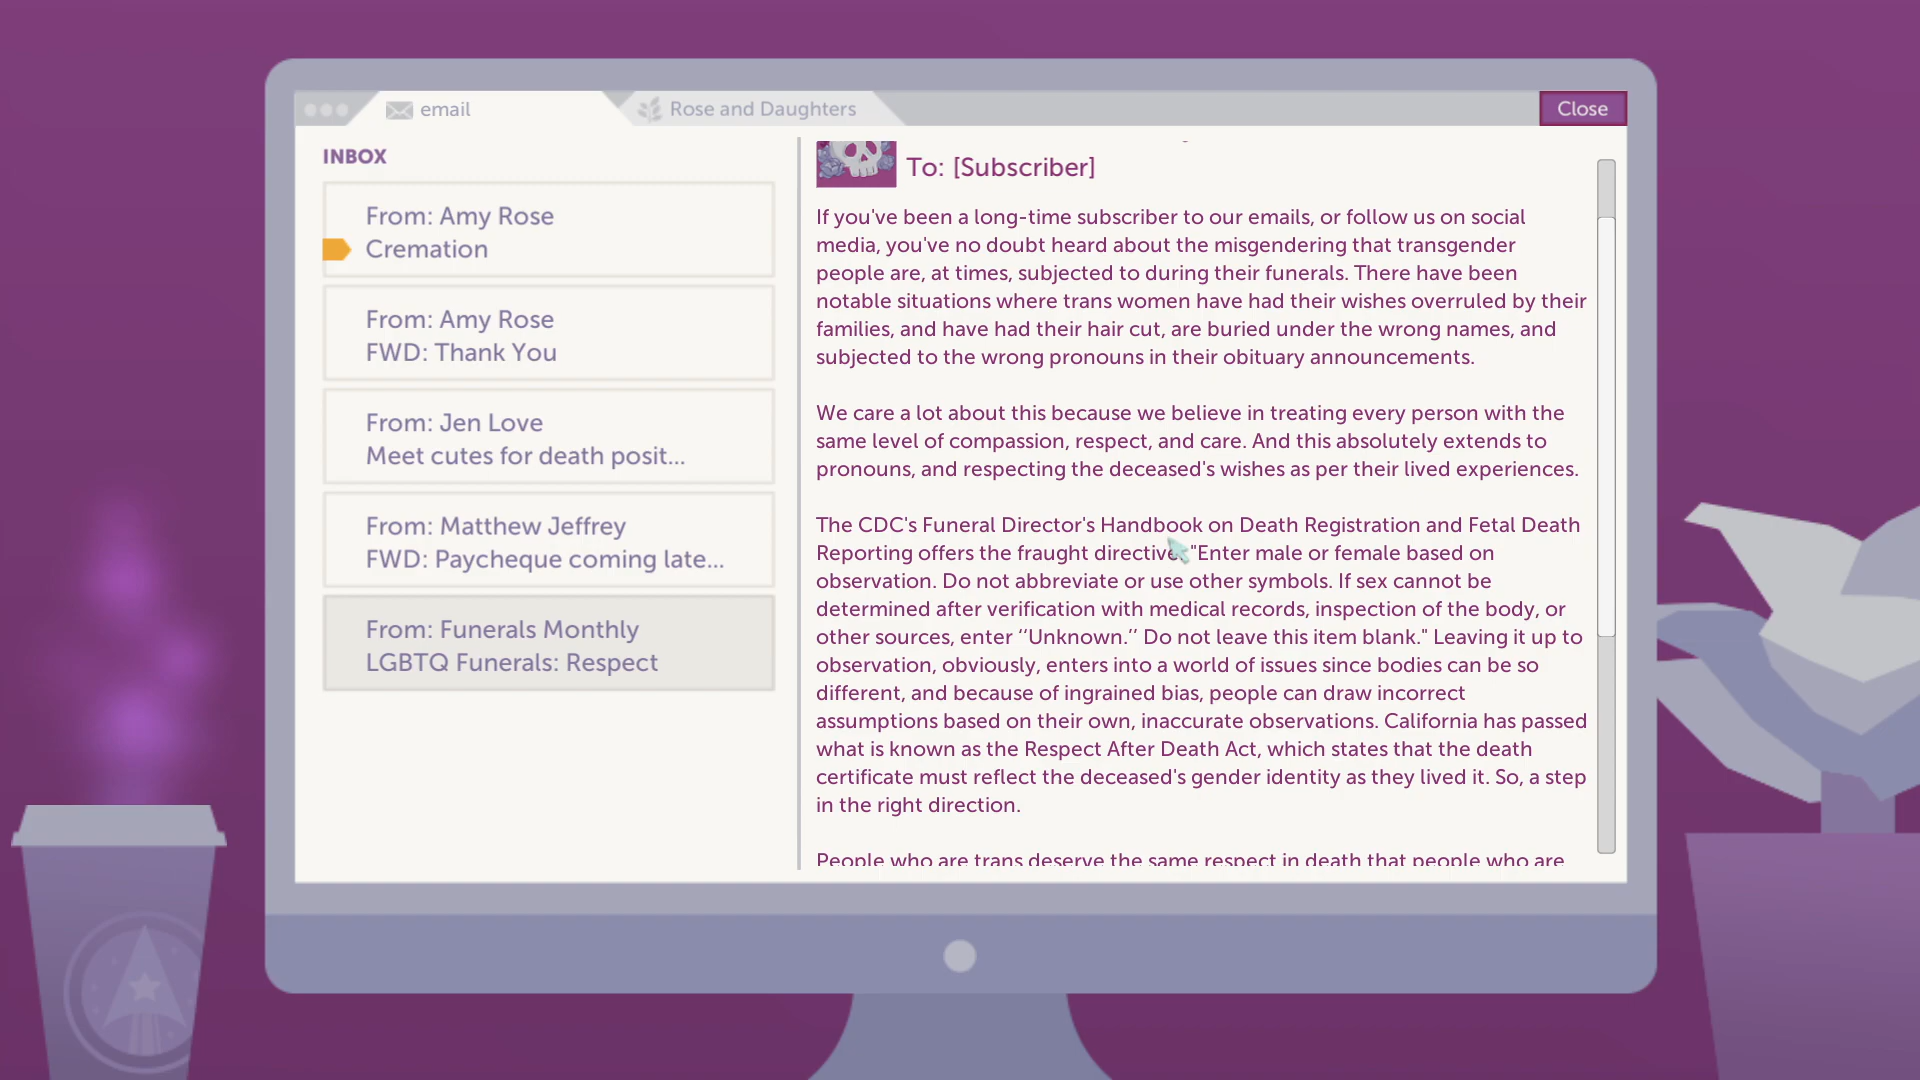 email
Rose and Daughters
Close
INBOX
From: Amy Rose
Cremation
From: Amy Rose
FWD: Thank You
From: Jen Love
Meet cutes for death posit...
From: Matthew Jeffrey
FWD: Paycheque coming late...
From: Funerals Monthly
LGBTQ Funerals: Respect
To: [Subscriber]
If you've been a long-time subscriber to our emails, or follow us on social
media, you've no doubt heard about the misgendering that transgender
people are, at times, subjected to during their funerals. There have been
notable situations where trans women have had their wishes overruled by their
families, and have had their hair cut, are buried under the wrong names, and
subjected to the wrong pronouns in their obituary announcements.
We care a lot about this because we believe in treating every person with the
same level of compassion, respect, and care. And this absolutely extends to
pronouns, and respecting the deceased's wishes as per their lived experiences.
The CDC's Funeral Director's Handbook on Death Registration and Fetal Death
Reporting offers the fraught directive: "Enter male or female based on
observation. Do not abbreviate or use other symbols. If sex cannot be
determined after verification with medical records, inspection of the body, or
other sources, enter ‘‘Unknown.’’ Do not leave this item blank." Leaving it up to
observation, obviously, enters into a world of issues since bodies can be so
different, and because of ingrained bias, people can draw incorrect
assumptions based on their own, inaccurate observations. California has passed
what is known as the Respect After Death Act, which states that the death
certificate must reflect the deceased's gender identity as they lived it. So, a step
in the right direction.
People who are trans deserve the same respect in death that people who are